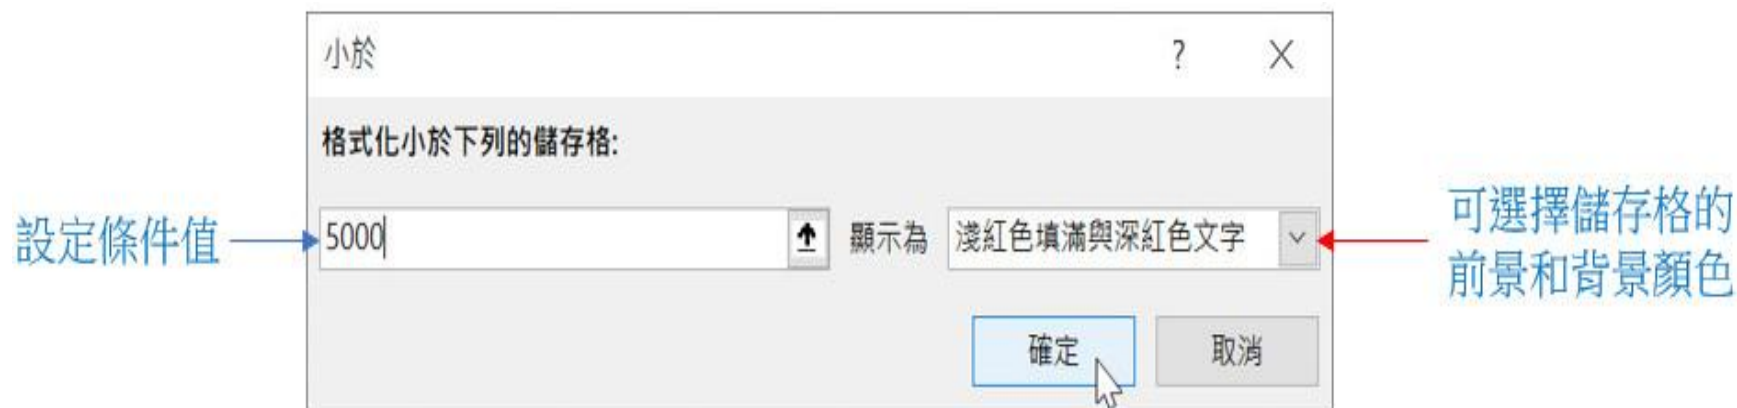 小於
?
X
格式化小於下列的儲存格:
設定條件值
5000
顯示為
淺紅色填滿與深紅色文字
可選擇儲存格的
前景和背景顏色
確定
取消